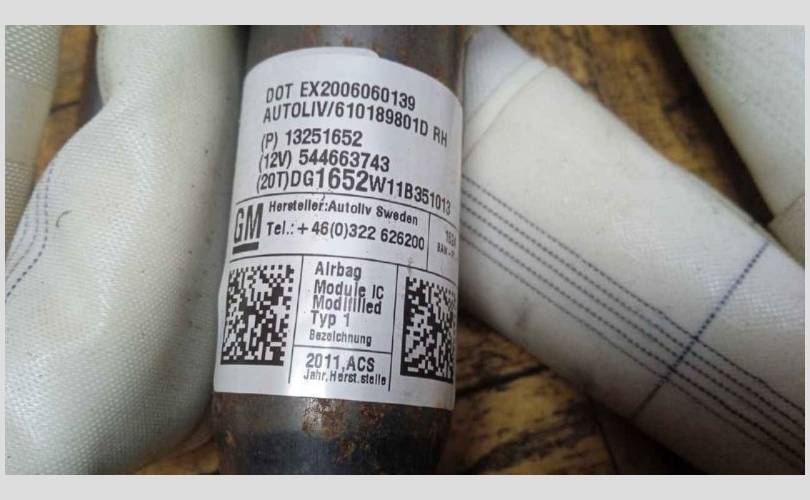 DOT EX2006060139
AUTOLIV/610189801D RH
(P) 13251652
(12V) 544663743
(20T)DG1652W11B351013
GM
Hersteller:Autoliv Sweden
Tel.:+46(0)322 626200
Airbag
Module IC
Modifilled
Typ 1
Bezeichnung
2011,ACS
Jahr,Herst.stelle